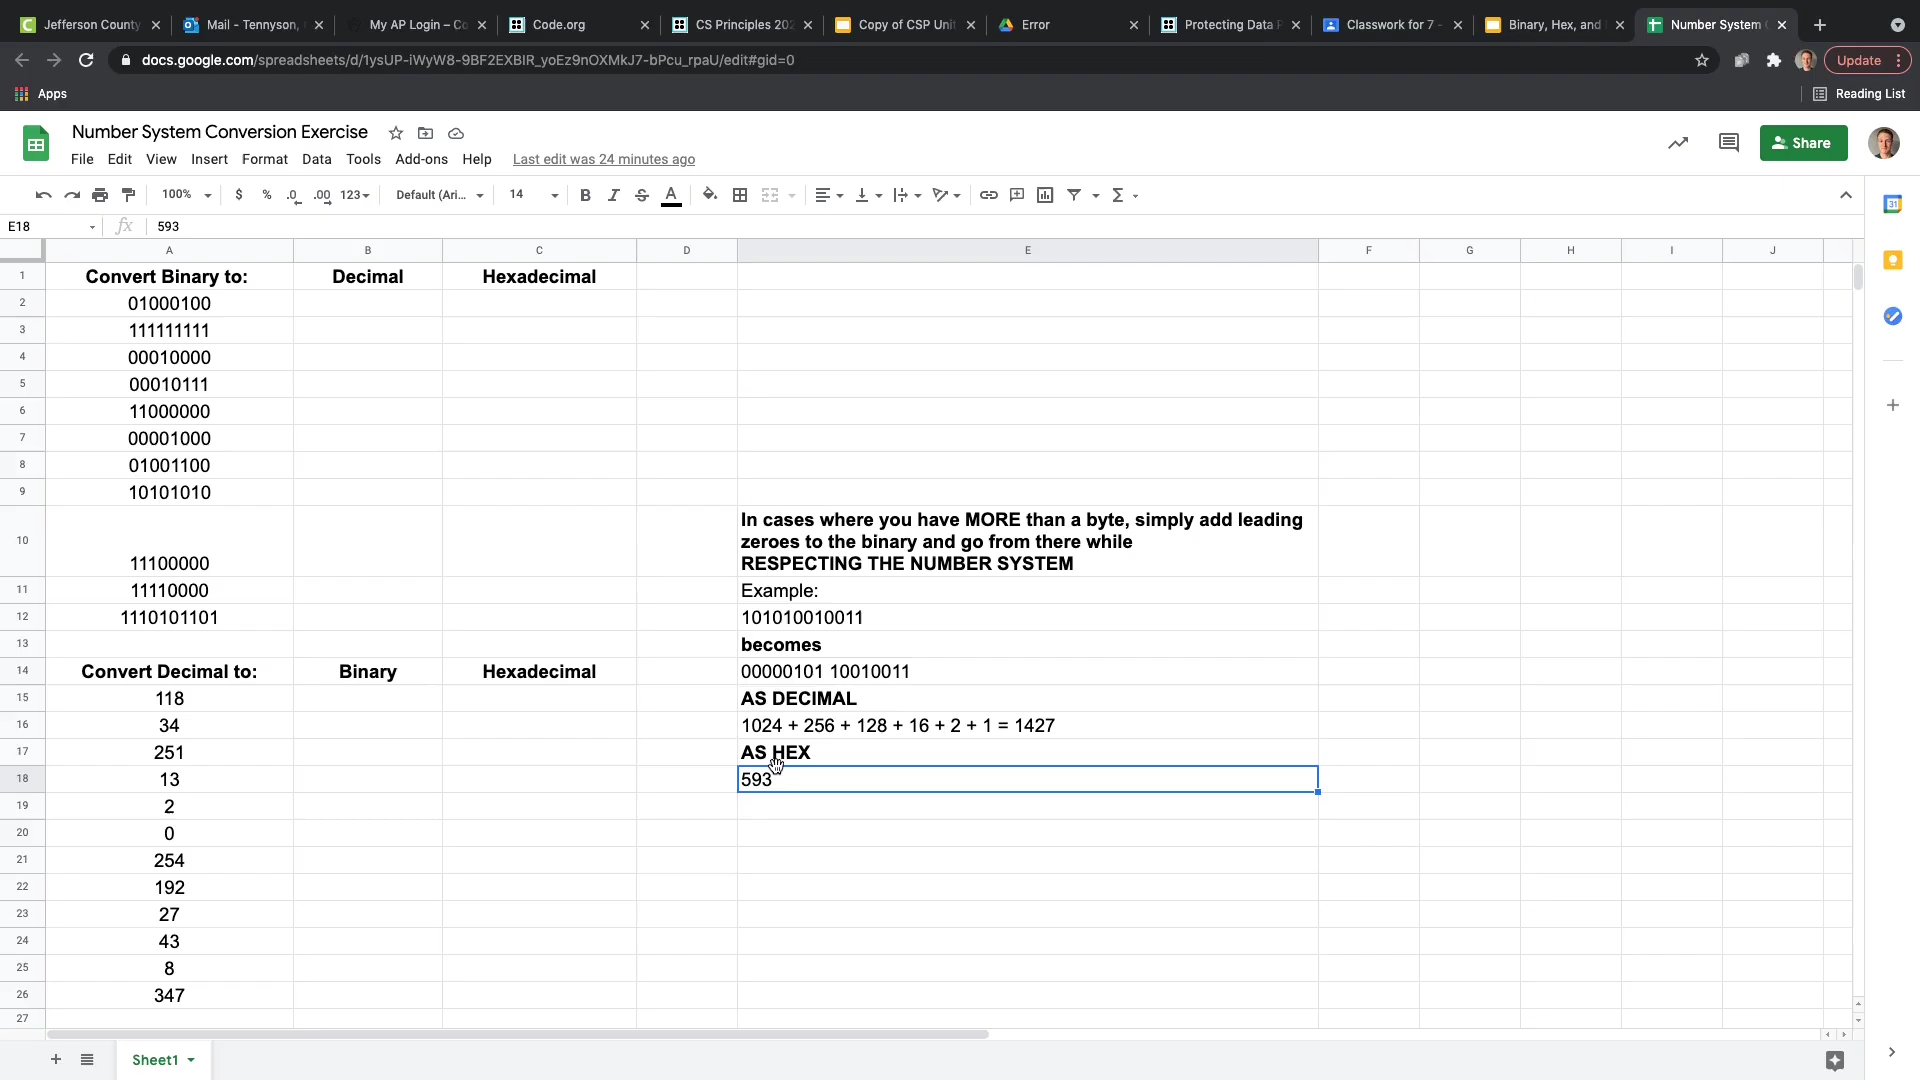 Jefferson County
Mail - Tennyson,
My AP Login – Co
Code.org
CS Principles 202
Copy of CSP Unit
Error
Protecting Data P
Classwork for 7 -
Binary, Hex, and
Number System C
docs.google.com/spreadsheets/d/1ysUP-iWyW8-9BF2EXBIR_yoEz9nOXMkJ7-bPcu_rpaU/edit#gid=0
Update
Apps
Reading List
Number System Conversion Exercise
File Edit View Insert Format Data Tools Add-ons Help Last edit was 24 minutes ago
Share
100% $ % .0 .00 123 Default (Ari... 14 B I S A
31
E18 fx 593
A B C D E F G H I J
1 Convert Binary to: Decimal Hexadecimal
2 01000100
3 111111111
4 00010000
5 00010111
6 11000000
7 00001000
8 01001100
9 10101010
In cases where you have MORE than a byte, simply add leading
zeroes to the binary and go from there while
10 11100000 RESPECTING THE NUMBER SYSTEM
11 11110000 Example:
12 1110101101 101010010011
13 becomes
14 Convert Decimal to: Binary Hexadecimal 00000101 10010011
15 118 AS DECIMAL
16 34 1024 + 256 + 128 + 16 + 2 + 1 = 1427
17 251 AS HEX
18 13 593
19 2
20 0
21 254
22 192
23 27
24 43
25 8
26 347
27
Sheet1